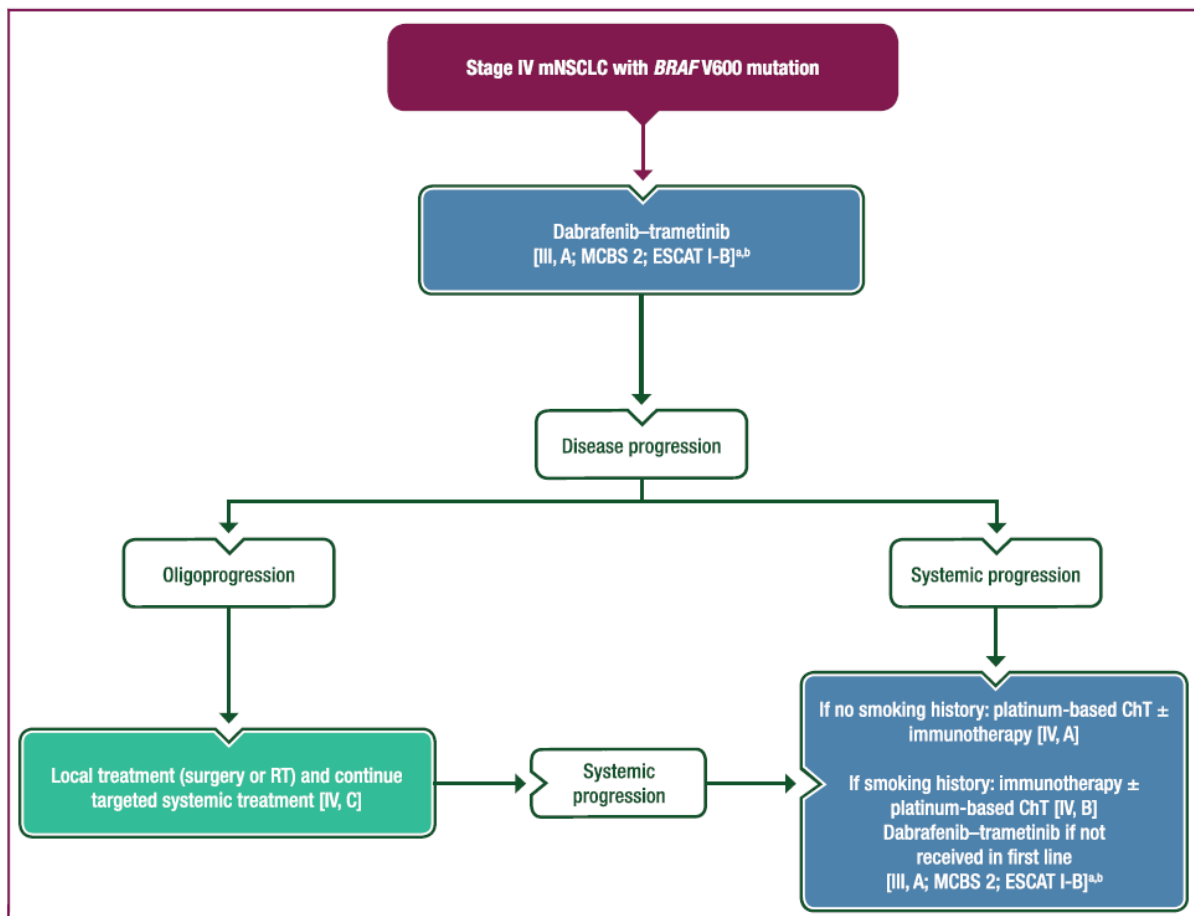 Stage IV mNSCLC with BRAF V600 mutation
Dabrafenib–trametinib
[III, A; MCBS 2; ESCAT I-B]a,b
Disease progression
Oligoprogression
Systemic progression
Local treatment (surgery or RT) and continue
targeted systemic treatment [IV, C]
Systemic
progression
If no smoking history: platinum-based ChT ±
immunotherapy [IV, A]
If smoking history: immunotherapy ±
platinum-based ChT [IV, B]
Dabrafenib–trametinib if not
received in first line
[III, A; MCBS 2; ESCAT I-B]a,b